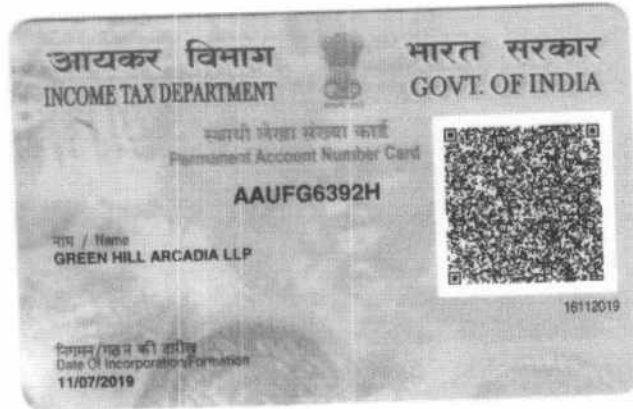 आयकर विभाग
भारत सरकार
INCOME TAX DEPARTMENT
GOVT. OF INDIA
स्थायी लेखा संख्या कार्ड
Permanent Account Number Card
AAUFG6392H
नाम / Name
GREEN HILL ARCADIA LLP
16112019
निगमन/गठन की तारीख
Date Of Incorporation/Formation
11/07/2019